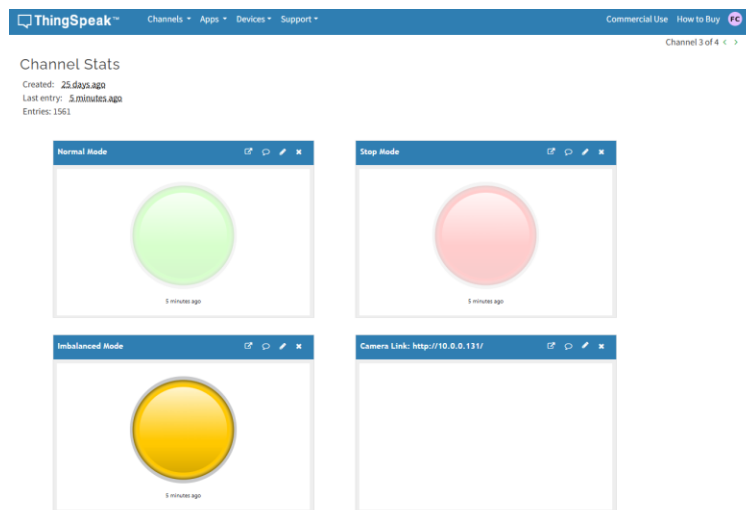 ThingSpeak™ Channels Apps Devices Support Commercial Use How to Buy FC
Channel 3 of 4 < >
Channel Stats
Created: 25 days ago
Last entry: 5 minutes ago
Entries: 1561
Normal Mode
5 minutes ago
Stop Mode
5 minutes ago
Imbalanced Mode
5 minutes ago
Camera Link: http://10.0.0.131/